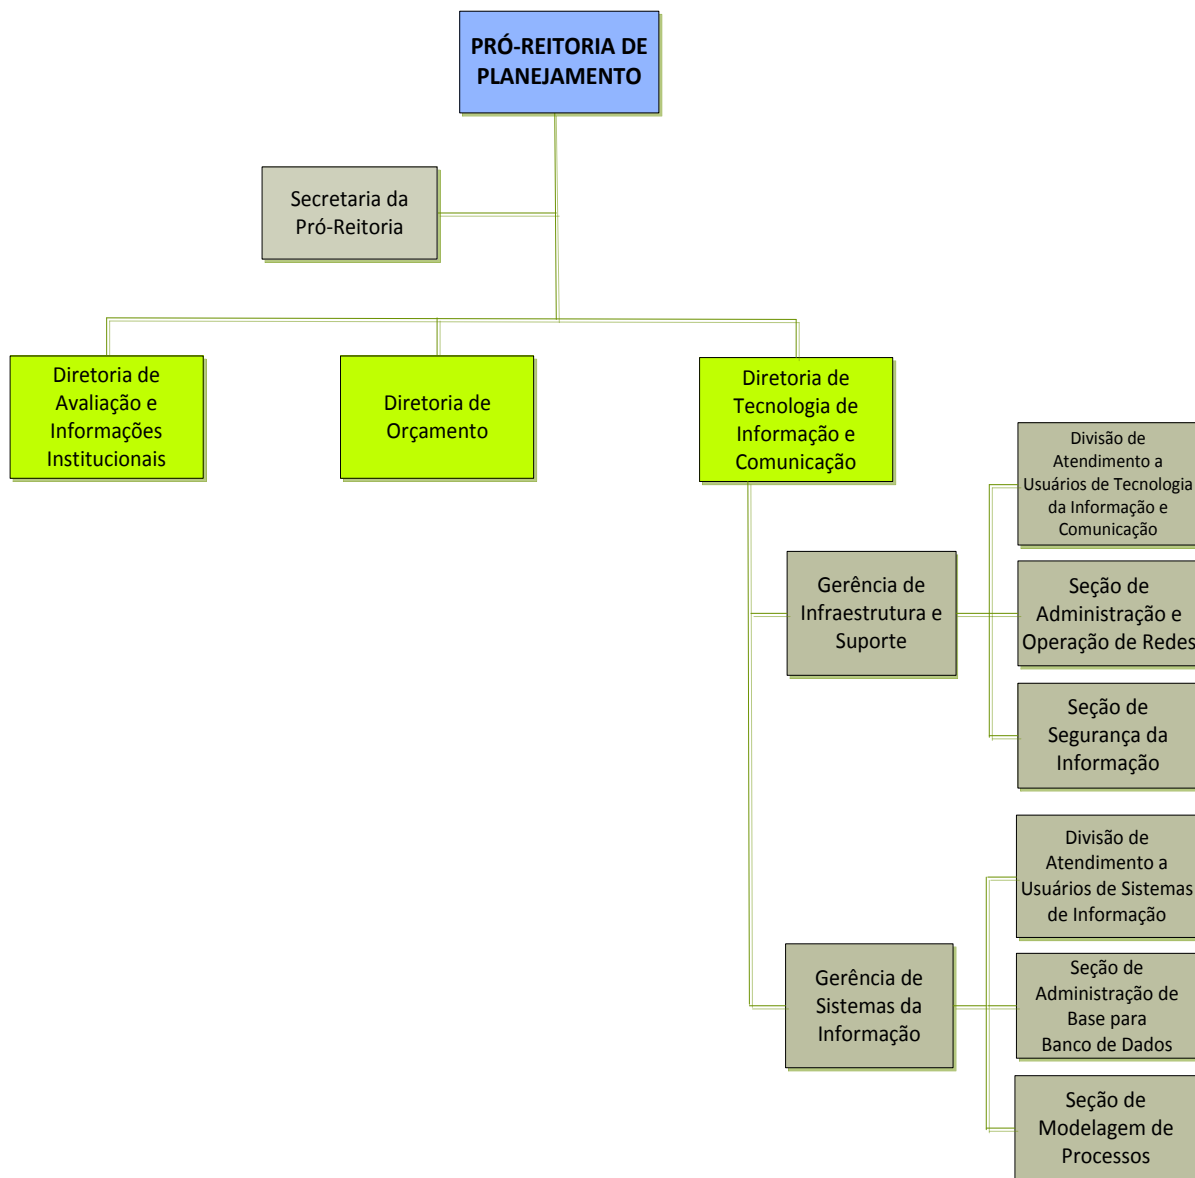 PRÓ-REITORIA DE
PLANEJAMENTO
Secretaria da
Pró-Reitoria
Diretoria de
Avaliação e
Informações
Institucionais
Diretoria de
Orçamento
Diretoria de
Tecnologia de
Informação e
Comunicação
Divisão de
Atendimento a
Usuários de Tecnologia
da Informação e
Comunicação
Gerência de
Infraestrutura e
Suporte
Seção de
Administração e
Operação de Redes
Seção de
Segurança da
Informação
Divisão de
Atendimento a
Usuários de Sistemas
de Informação
Gerência de
Sistemas da
Informação
Seção de
Administração de
Base para
Banco de Dados
Seção de
Modelagem de
Processos